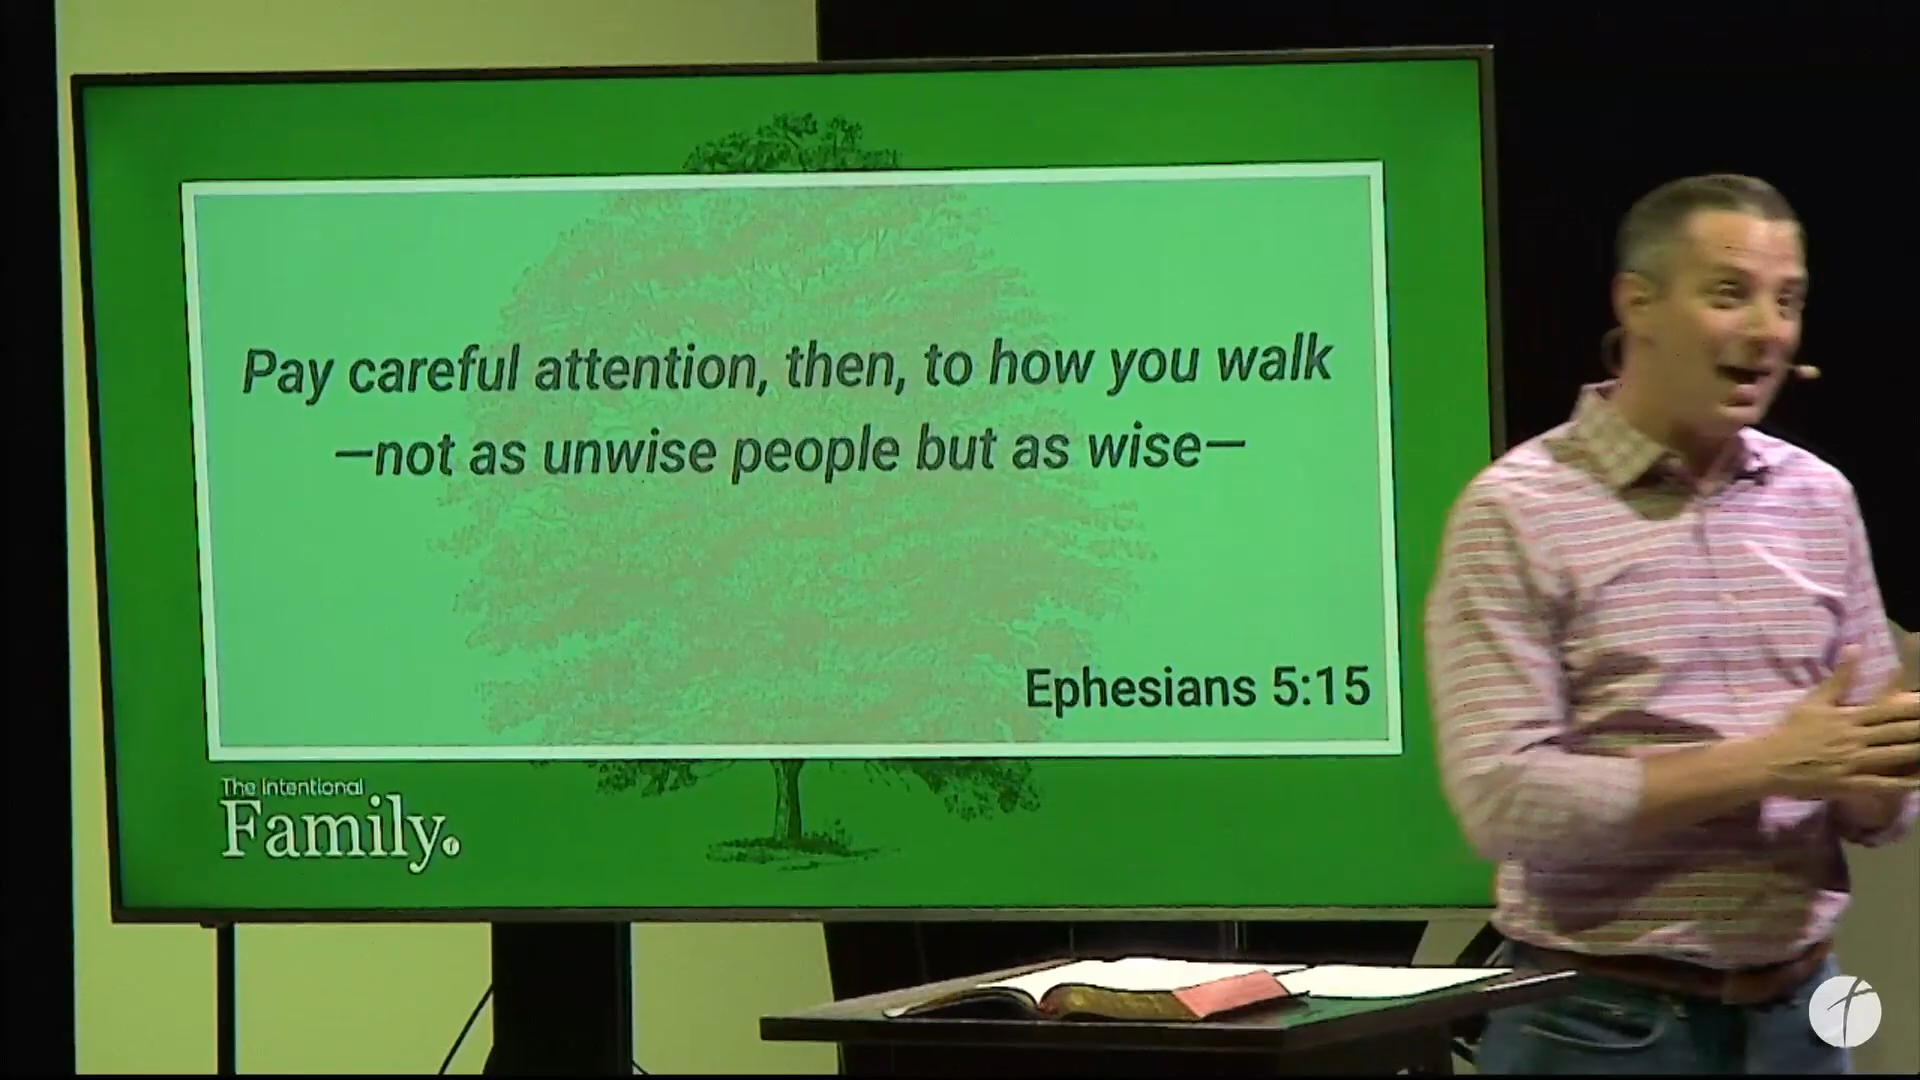 Pay careful attention, then, to how you walk
—not as unwise people but as wise—
Ephesians 5:15
The Intentional
Family.